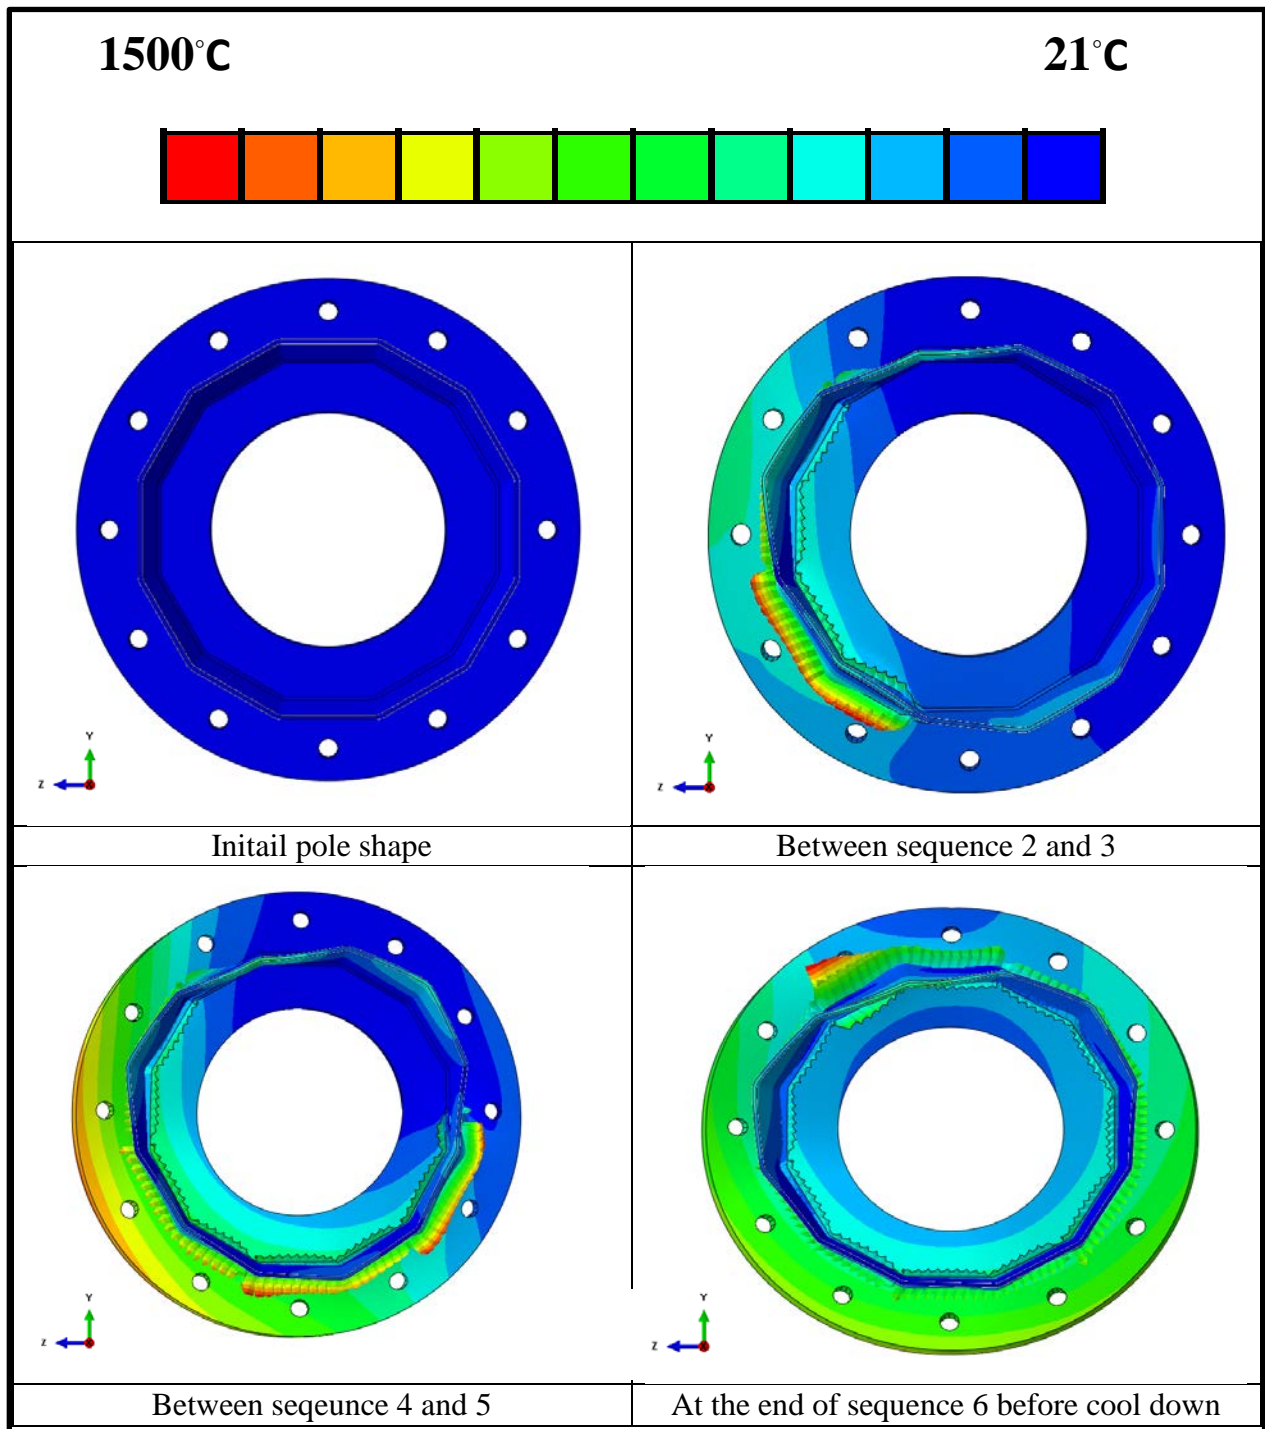 1500°C 21°C
Y
Z
X
Y
Z
X
Initail pole shape Between sequence 2 and 3
Y
Z
X
Y
Z
X
Between seqeunce 4 and 5 At the end of sequence 6 before cool down